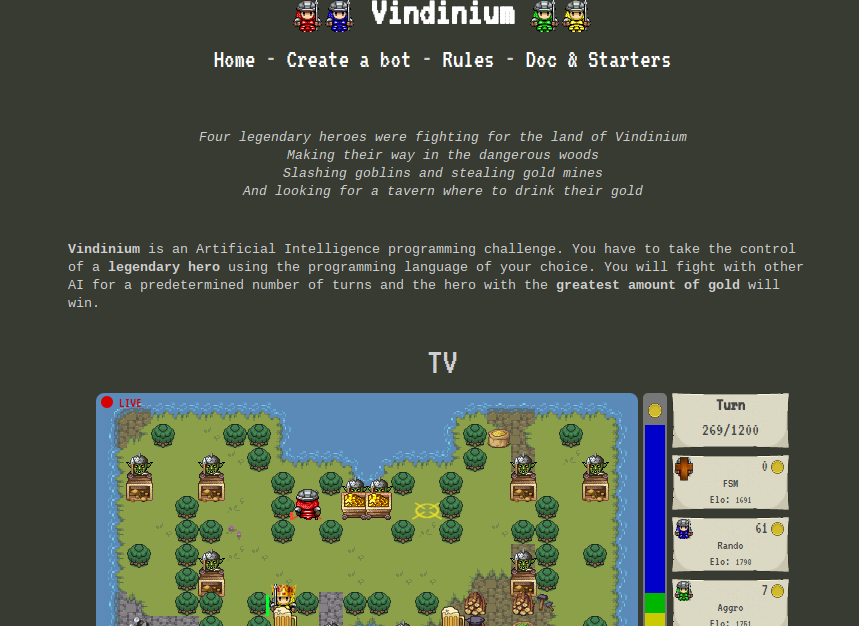 Vindinium
Home - Create a bot - Rules - Doc & Starters
Four legendary heroes were fighting for the land of Vindinium
Making their way in the dangerous woods
Slashing goblins and stealing gold mines
And looking for a tavern where to drink their gold
Vindinium is an Artificial Intelligence programming challenge. You have to take the control
of a legendary hero using the programming language of your choice. You will fight with other
AI for a predetermined number of turns and the hero with the greatest amount of gold will
win.
TV
LIVE
Turn
269/1200
0
FSM
Elo: 1691
61
Rando
Elo: 1790
7
Aggro
Elo: 1761